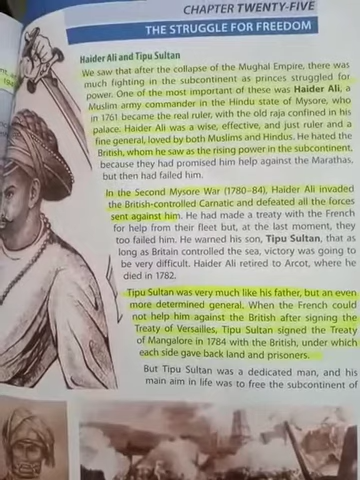 CHAPTER TWENTY-FIVE
THE STRUGGLE FOR FREEDOM
Haider Ali and Tipu Sultan
We saw that after the collapse of the Mughal Empire, there was
much fighting in the subcontinent as princes struggled for
power. One of the most important of these was Haider Ali, a
Muslim army commander in the Hindu state of Mysore, who
in 1761 became the real ruler, with the old raja confined in his
palace. Haider Ali was a wise, effective, and just ruler and a
fine general, loved by both Muslims and Hindus. He hated the
British, whom he saw as the rising power in the subcontinent,
because they had promised him help against the Marathas,
but then had failed him.
In the Second Mysore War (1780–84), Haider Ali invaded
the British-controlled Carnatic and defeated all the forces
sent against him. He had made a treaty with the French
for help from their fleet but, at the last moment, they
too failed him. He warned his son, Tipu Sultan, that as
long as Britain controlled the sea, victory was going to
be very difficult. Haider Ali retired to Arcot, where he
died in 1782.
Tipu Sultan was very much like his father, but an even
more determined general. When the French could
not help him against the British after signing the
Treaty of Versailles, Tipu Sultan signed the Treaty
of Mangalore in 1784 with the British, under which
each side gave back land and prisoners.
But Tipu Sultan was a dedicated man, and his
main aim in life was to free the subcontinent of